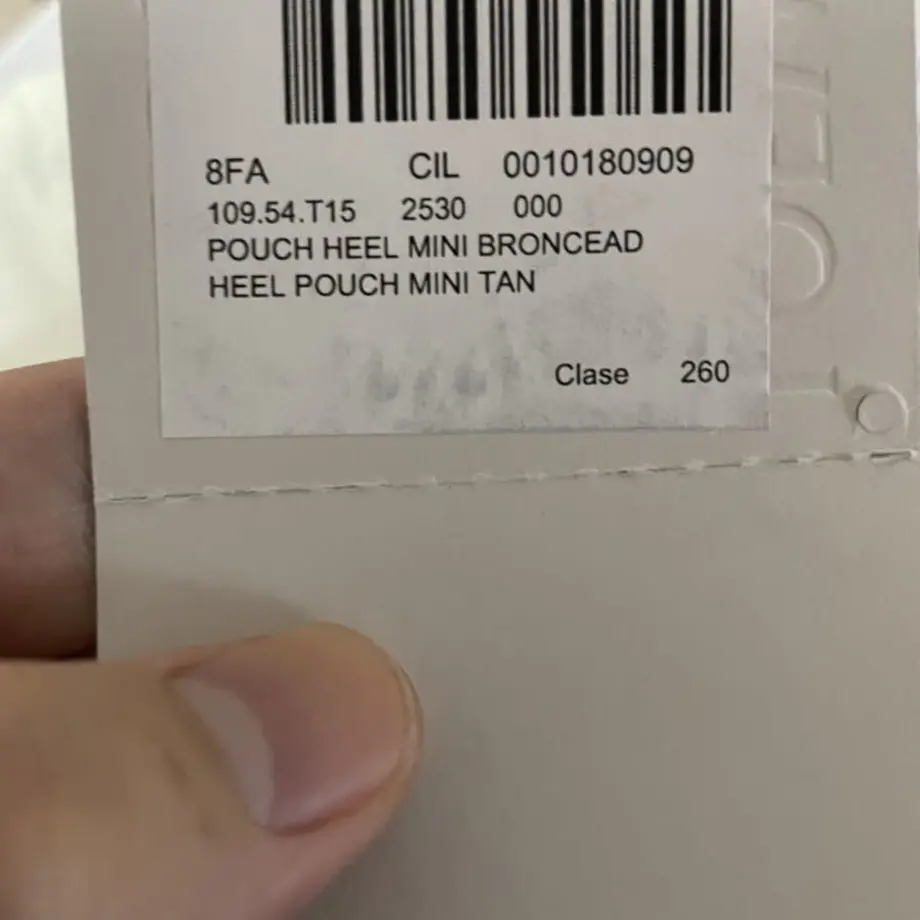 8FA CIL 0010180909
109.54.T15 2530 000
POUCH HEEL MINI BRONCEAD
HEEL POUCH MINI TAN
Clase 260